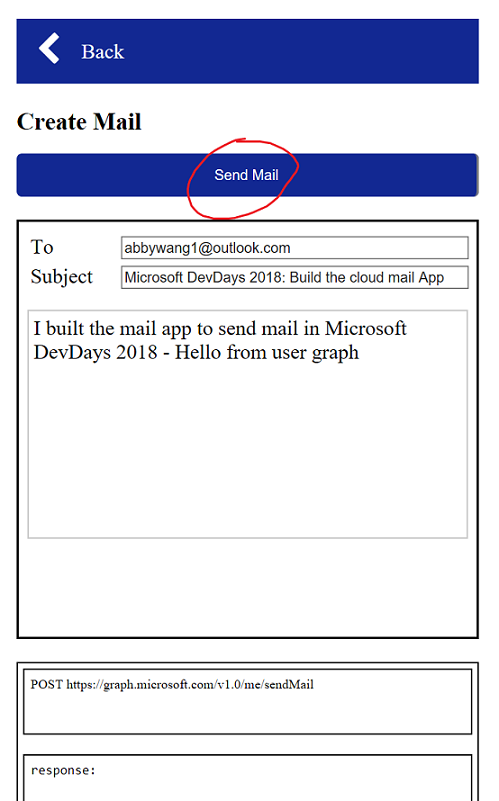 Back
Create Mail
Send Mail
To
abbywang1@outlook.com
Subject
Microsoft DevDays 2018: Build the cloud mail App
I built the mail app to send mail in Microsoft
DevDays 2018 - Hello from user graph
POST https://graph.microsoft.com/v1.0/me/sendMail
response: